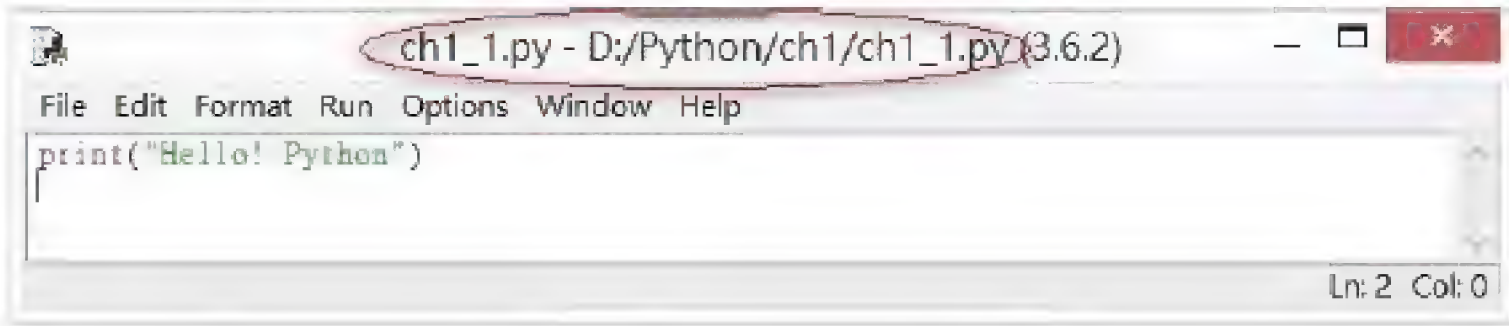 ch1_1.py - D:/Python/ch1/ch1_1.py (3.6.2)
File Edit Format Run Options Window Help
print("Hello! Python")
Ln: 2 Col: 0